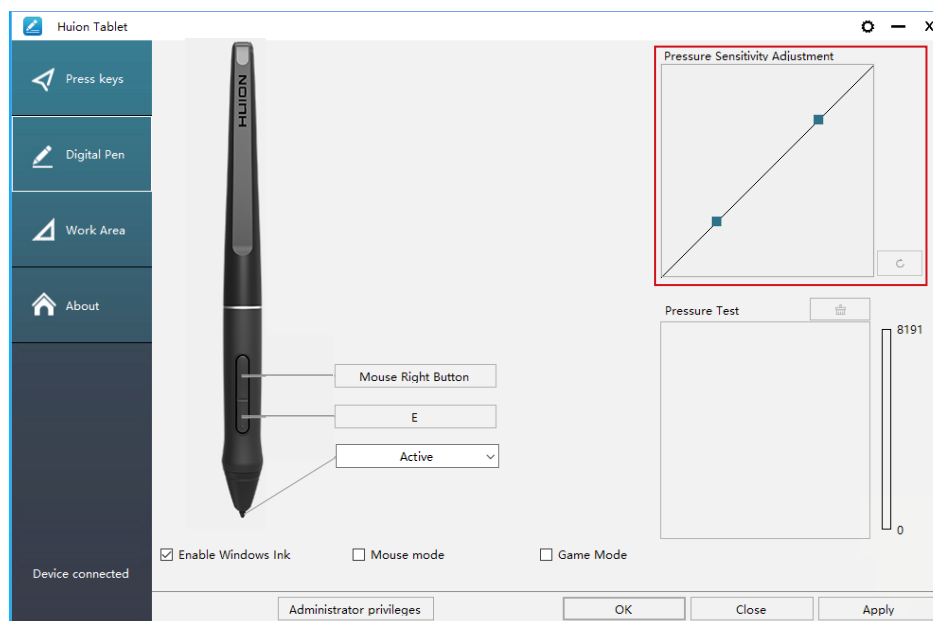 Huion Tablet
X
Press keys
Digital Pen
Work Area
About
Device connected
HUION
Pressure Sensitivity Adjustment
Pressure Test
8191
0
Mouse Right Button
E
Active
Enable Windows Ink
Mouse mode
Game Mode
Administrator privileges
OK
Close
Apply